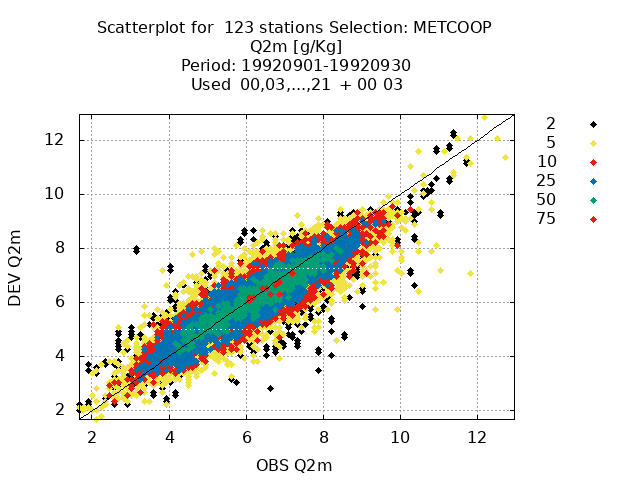 Scatterplot for  123 stations Selection: METCOOP
Q2m [g/Kg]
Period: 19920901-19920930
Used  00,03,...,21  + 00 03
2
5
10
25
50
75
12
10
8
6
4
2
DEV Q2m
2 4 6 8 10 12
OBS Q2m